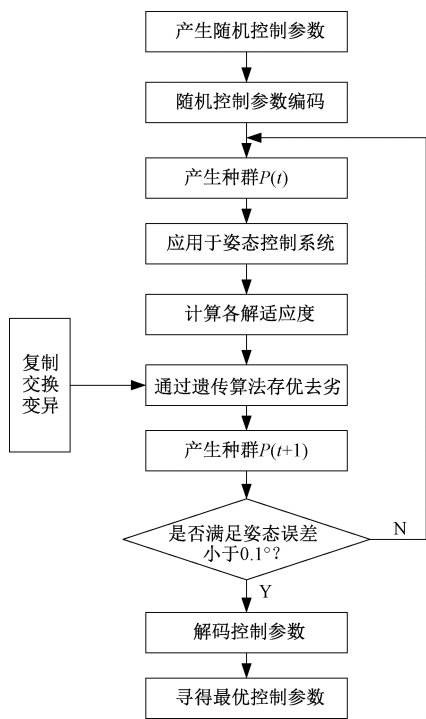 产生随机控制参数
随机控制参数编码
产生种群P(t)
应用于姿态控制系统
计算各解适应度
复制
交换
变异
通过遗传算法存优去劣
产生种群P(t+1)
是否满足姿态误差
小于0.1°?
N
Y
解码控制参数
寻得最优控制参数